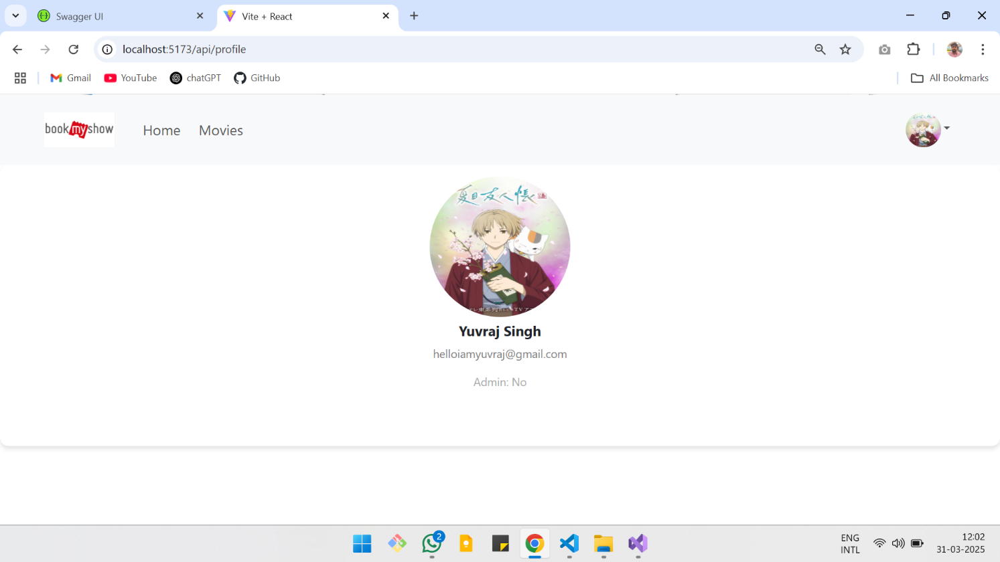 Swagger UI
Vite + React
localhost:5173/api/profile
Gmail
YouTube
chatGPT
GitHub
All Bookmarks
bookmyshow
Home
Movies
夏目友人帳
Yuvraj Singh
helloiamyuvraj@gmail.com
Admin: No
2
ENG
INTL
12:02
31-03-2025